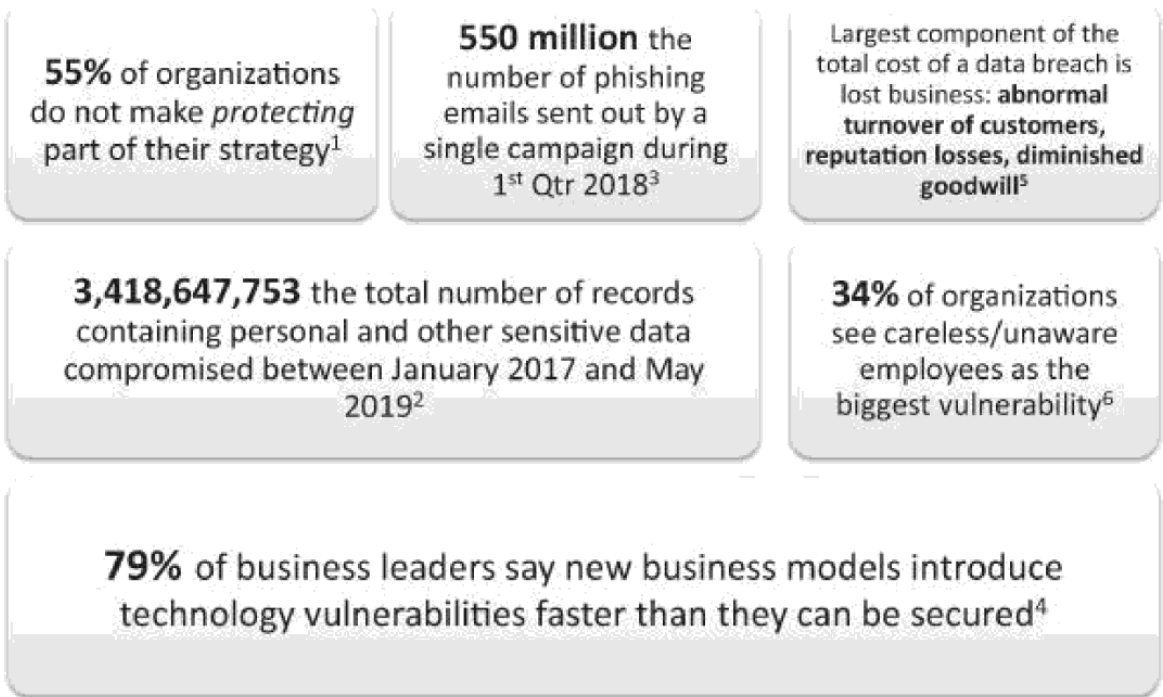 55% of organizations
do not make protecting
part of their strategy1
550 million the
number of phishing
emails sent out by a
single campaign during
1st Qtr 20183
Largest component of the
total cost of a data breach is
lost business: abnormal
turnover of customers,
reputation losses, diminished
goodwill5
3,418,647,753 the total number of records
containing personal and other sensitive data
compromised between January 2017 and May
20192
34% of organizations
see careless/unaware
employees as the
biggest vulnerability6
79% of business leaders say new business models introduce
technology vulnerabilities faster than they can be secured4